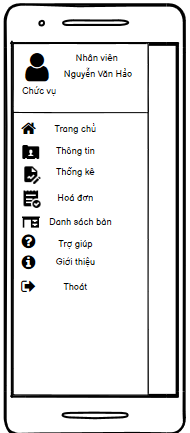 Nhân viên
Nguyễn Văn Hảo
Chức vụ
Trang chủ
Thông tin
Thống kê
Hoá đơn
Danh sách bàn
Trợ giúp
Giới thiệu
Thoát